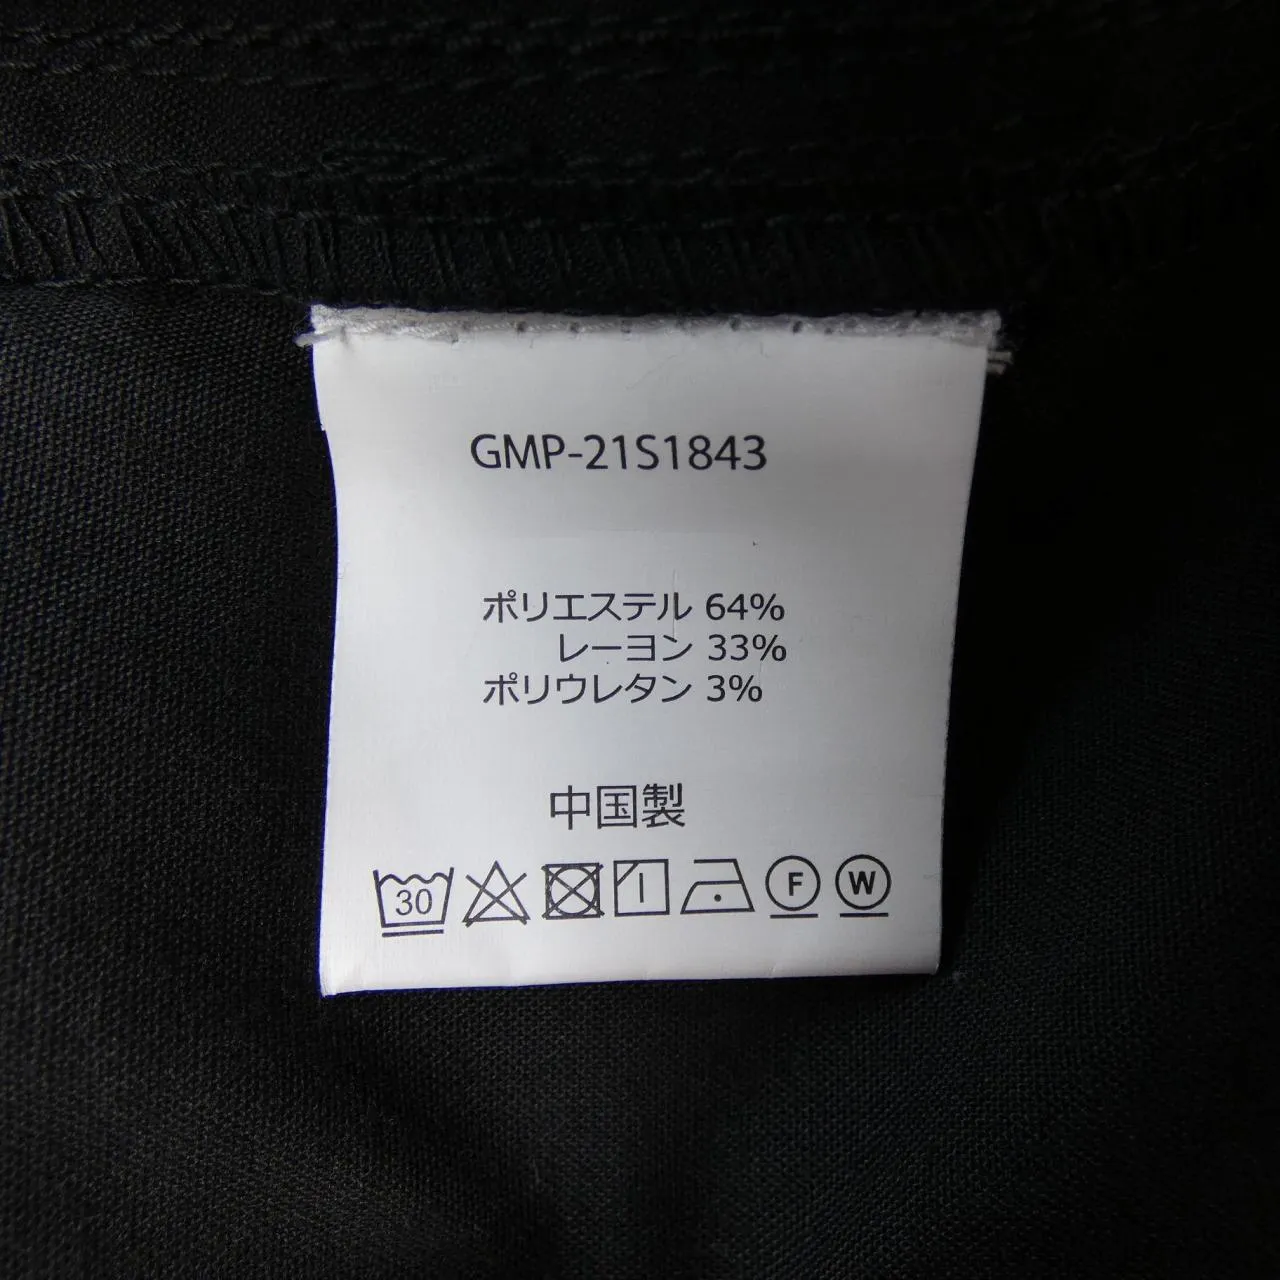 GMP-21S1843
ポリエステル 64%
レーヨン 33%
ポリウレタン 3%
中国製
30 F W